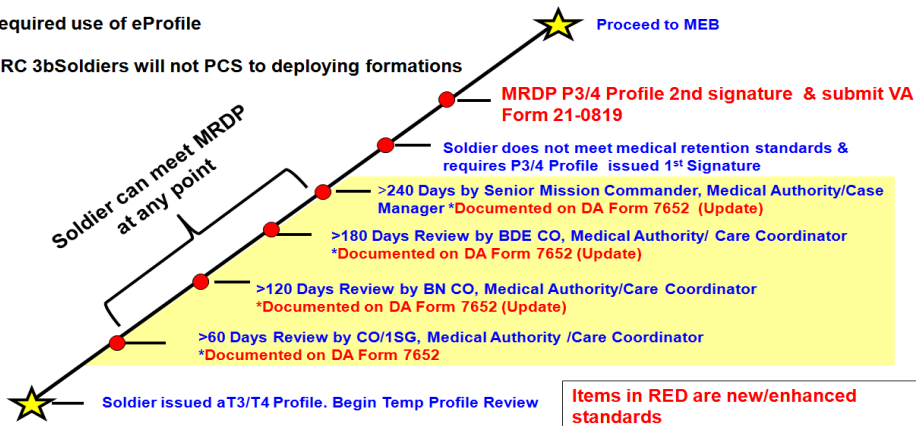 equired use of eProfile
Proceed to MEB
RC 3bSoldiers will not PCS to deploying formations
MRDP P3/4 Profile 2nd signature & submit VA
Form 21-0819
Soldier can meet MRDP
at any point
Soldier does not meet medical retention standards &
requires P3/4 Profile issued 1st Signature
>240 Days by Senior Mission Commander, Medical Authority/Case
Manager *Documented on DA Form 7652 (Update)
>180 Days Review by BDE CO, Medical Authority/ Care Coordinator
*Documented on DA Form 7652 (Update)
>120 Days Review by BN CO, Medical Authority/Care Coordinator
*Documented on DA Form 7652 (Update)
>60 Days Review by CO/1SG, Medical Authority /Care Coordinator
*Documented on DA Form 7652
Soldier issued aT3/T4 Profile. Begin Temp Profile Review
Items in RED are new/enhanced
standards